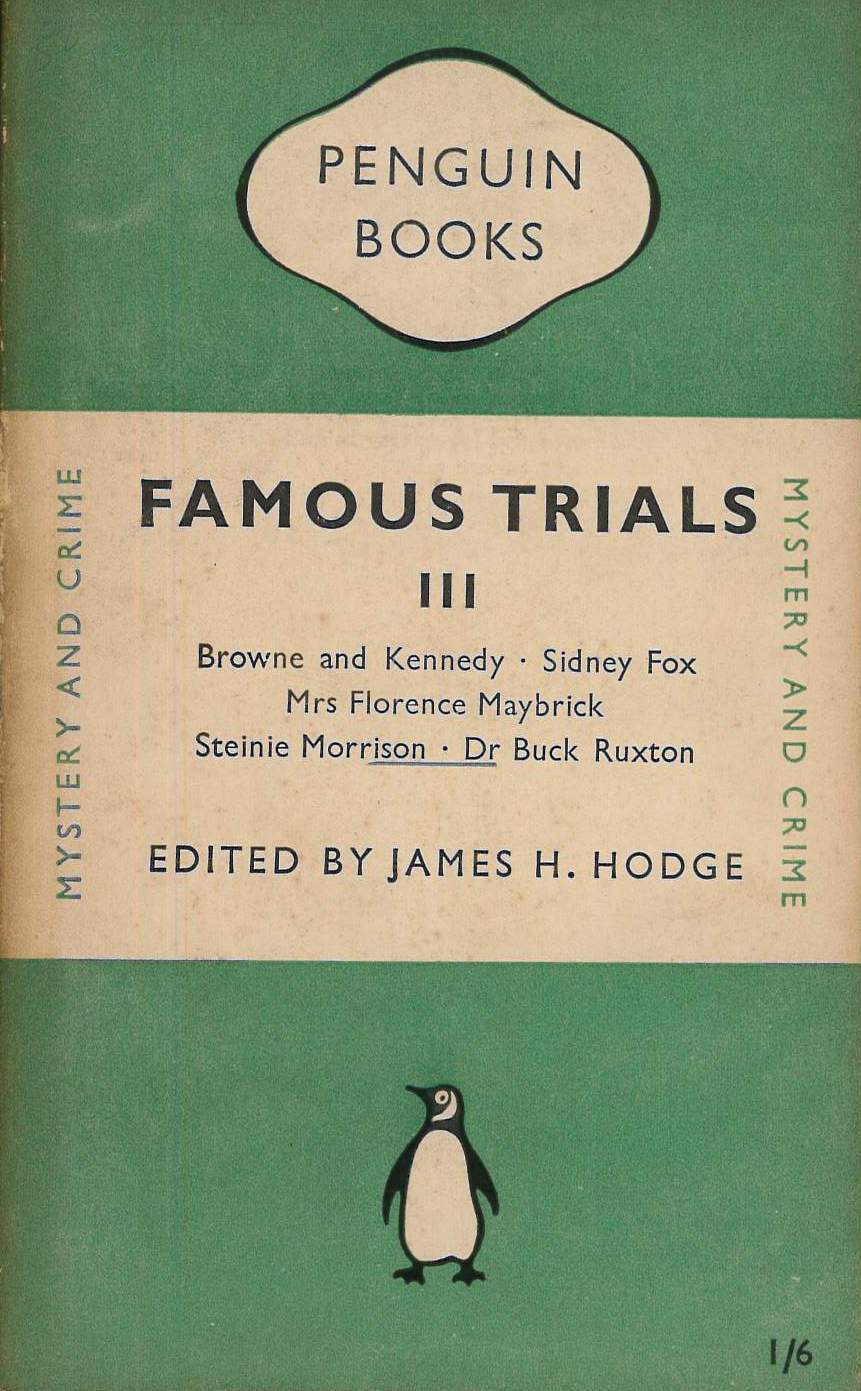 PENGUIN
BOOKS
MYSTERY AND CRIME
FAMOUS TRIALS
III
Browne and Kennedy · Sidney Fox
Mrs Florence Maybrick
Steinie Morrison · Dr Buck Ruxton
EDITED BY JAMES H. HODGE
MYSTERY AND CRIME
1/6